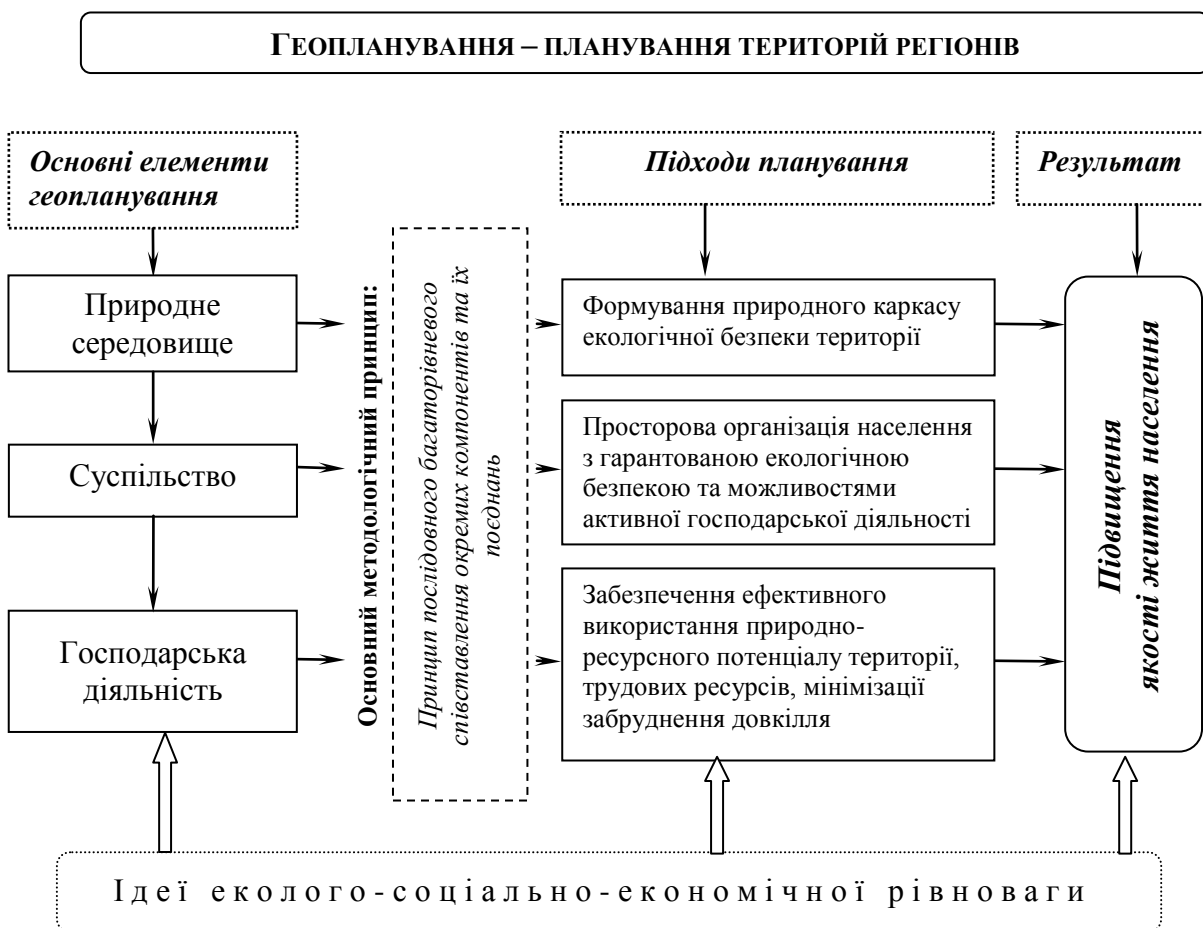 ГЕОПЛАНУВАННЯ – ПЛАНУВАННЯ ТЕРИТОРІЙ РЕГІОНІВ
Основні елементи
геопланування
Підходи планування
Результат
Природне
середовище
Суспільство
Господарська
діяльність
Основний методологічний принцип:
Принцип послідовного багаторівневого
співставлення окремих компонентів та їх
поєднань
Формування природного каркасу
екологічної безпеки території
Просторова організація населення
з гарантованою екологічною
безпекою та можливостями
активної господарської діяльності
Забезпечення ефективного
використання природно-
ресурсного потенціалу території,
трудових ресурсів, мінімізації
забруднення довкілля
Підвищення
якості життя населення
Ідеї еколого-соціально-економічної рівноваги